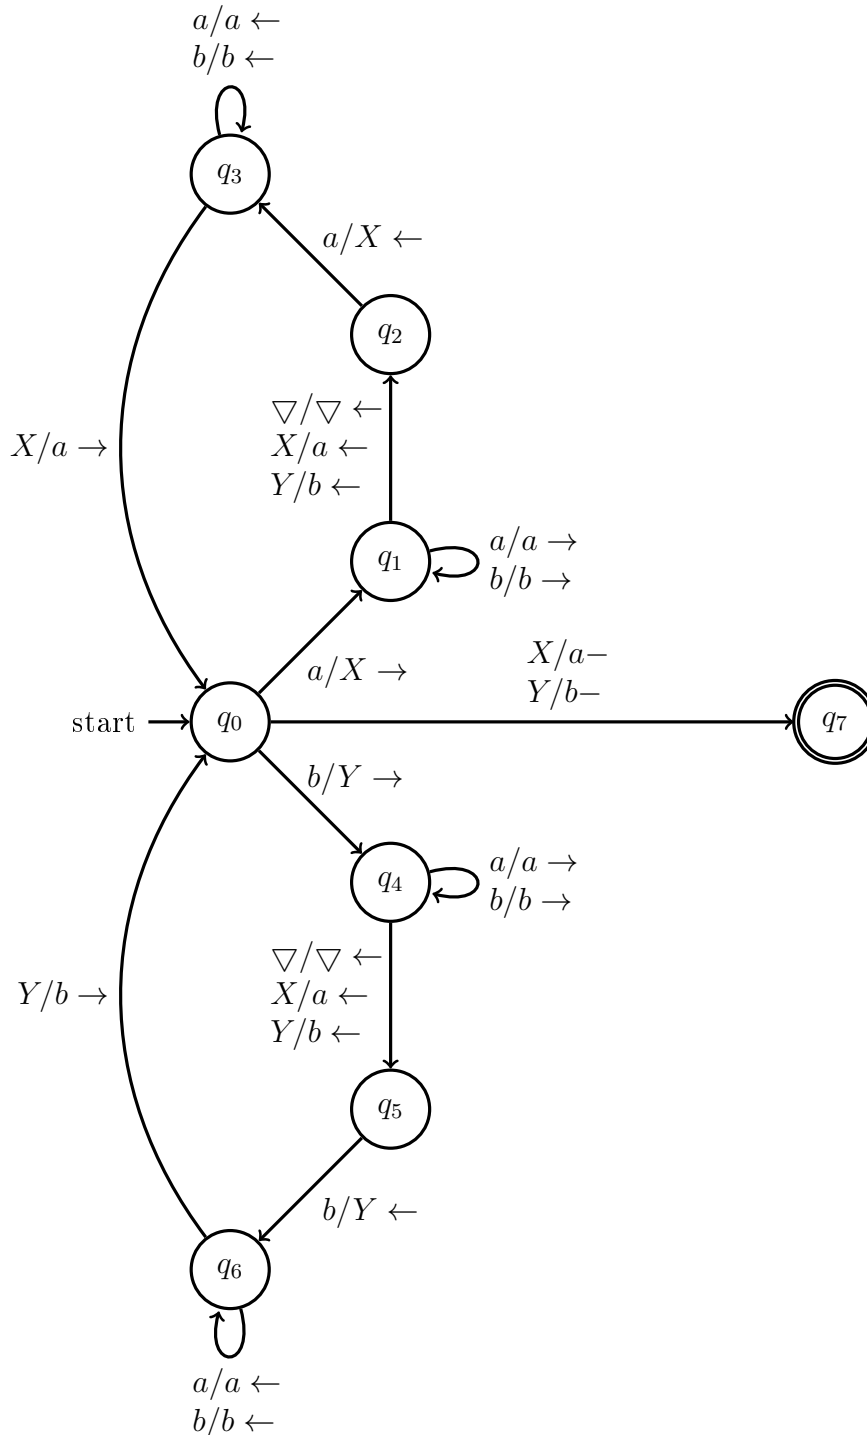 a/a ←
b/b ←
q₃
a/X ←
q₂
▽/▽ ←
X/a ←
Y/b ←
X/a →
q₁
a/a →
b/b →
a/X →
X/a−
Y/b−
start
q₀
q₇
b/Y →
q₄
a/a →
b/b →
▽/▽ ←
X/a ←
Y/b ←
Y/b →
q₅
b/Y ←
q₆
a/a ←
b/b ←